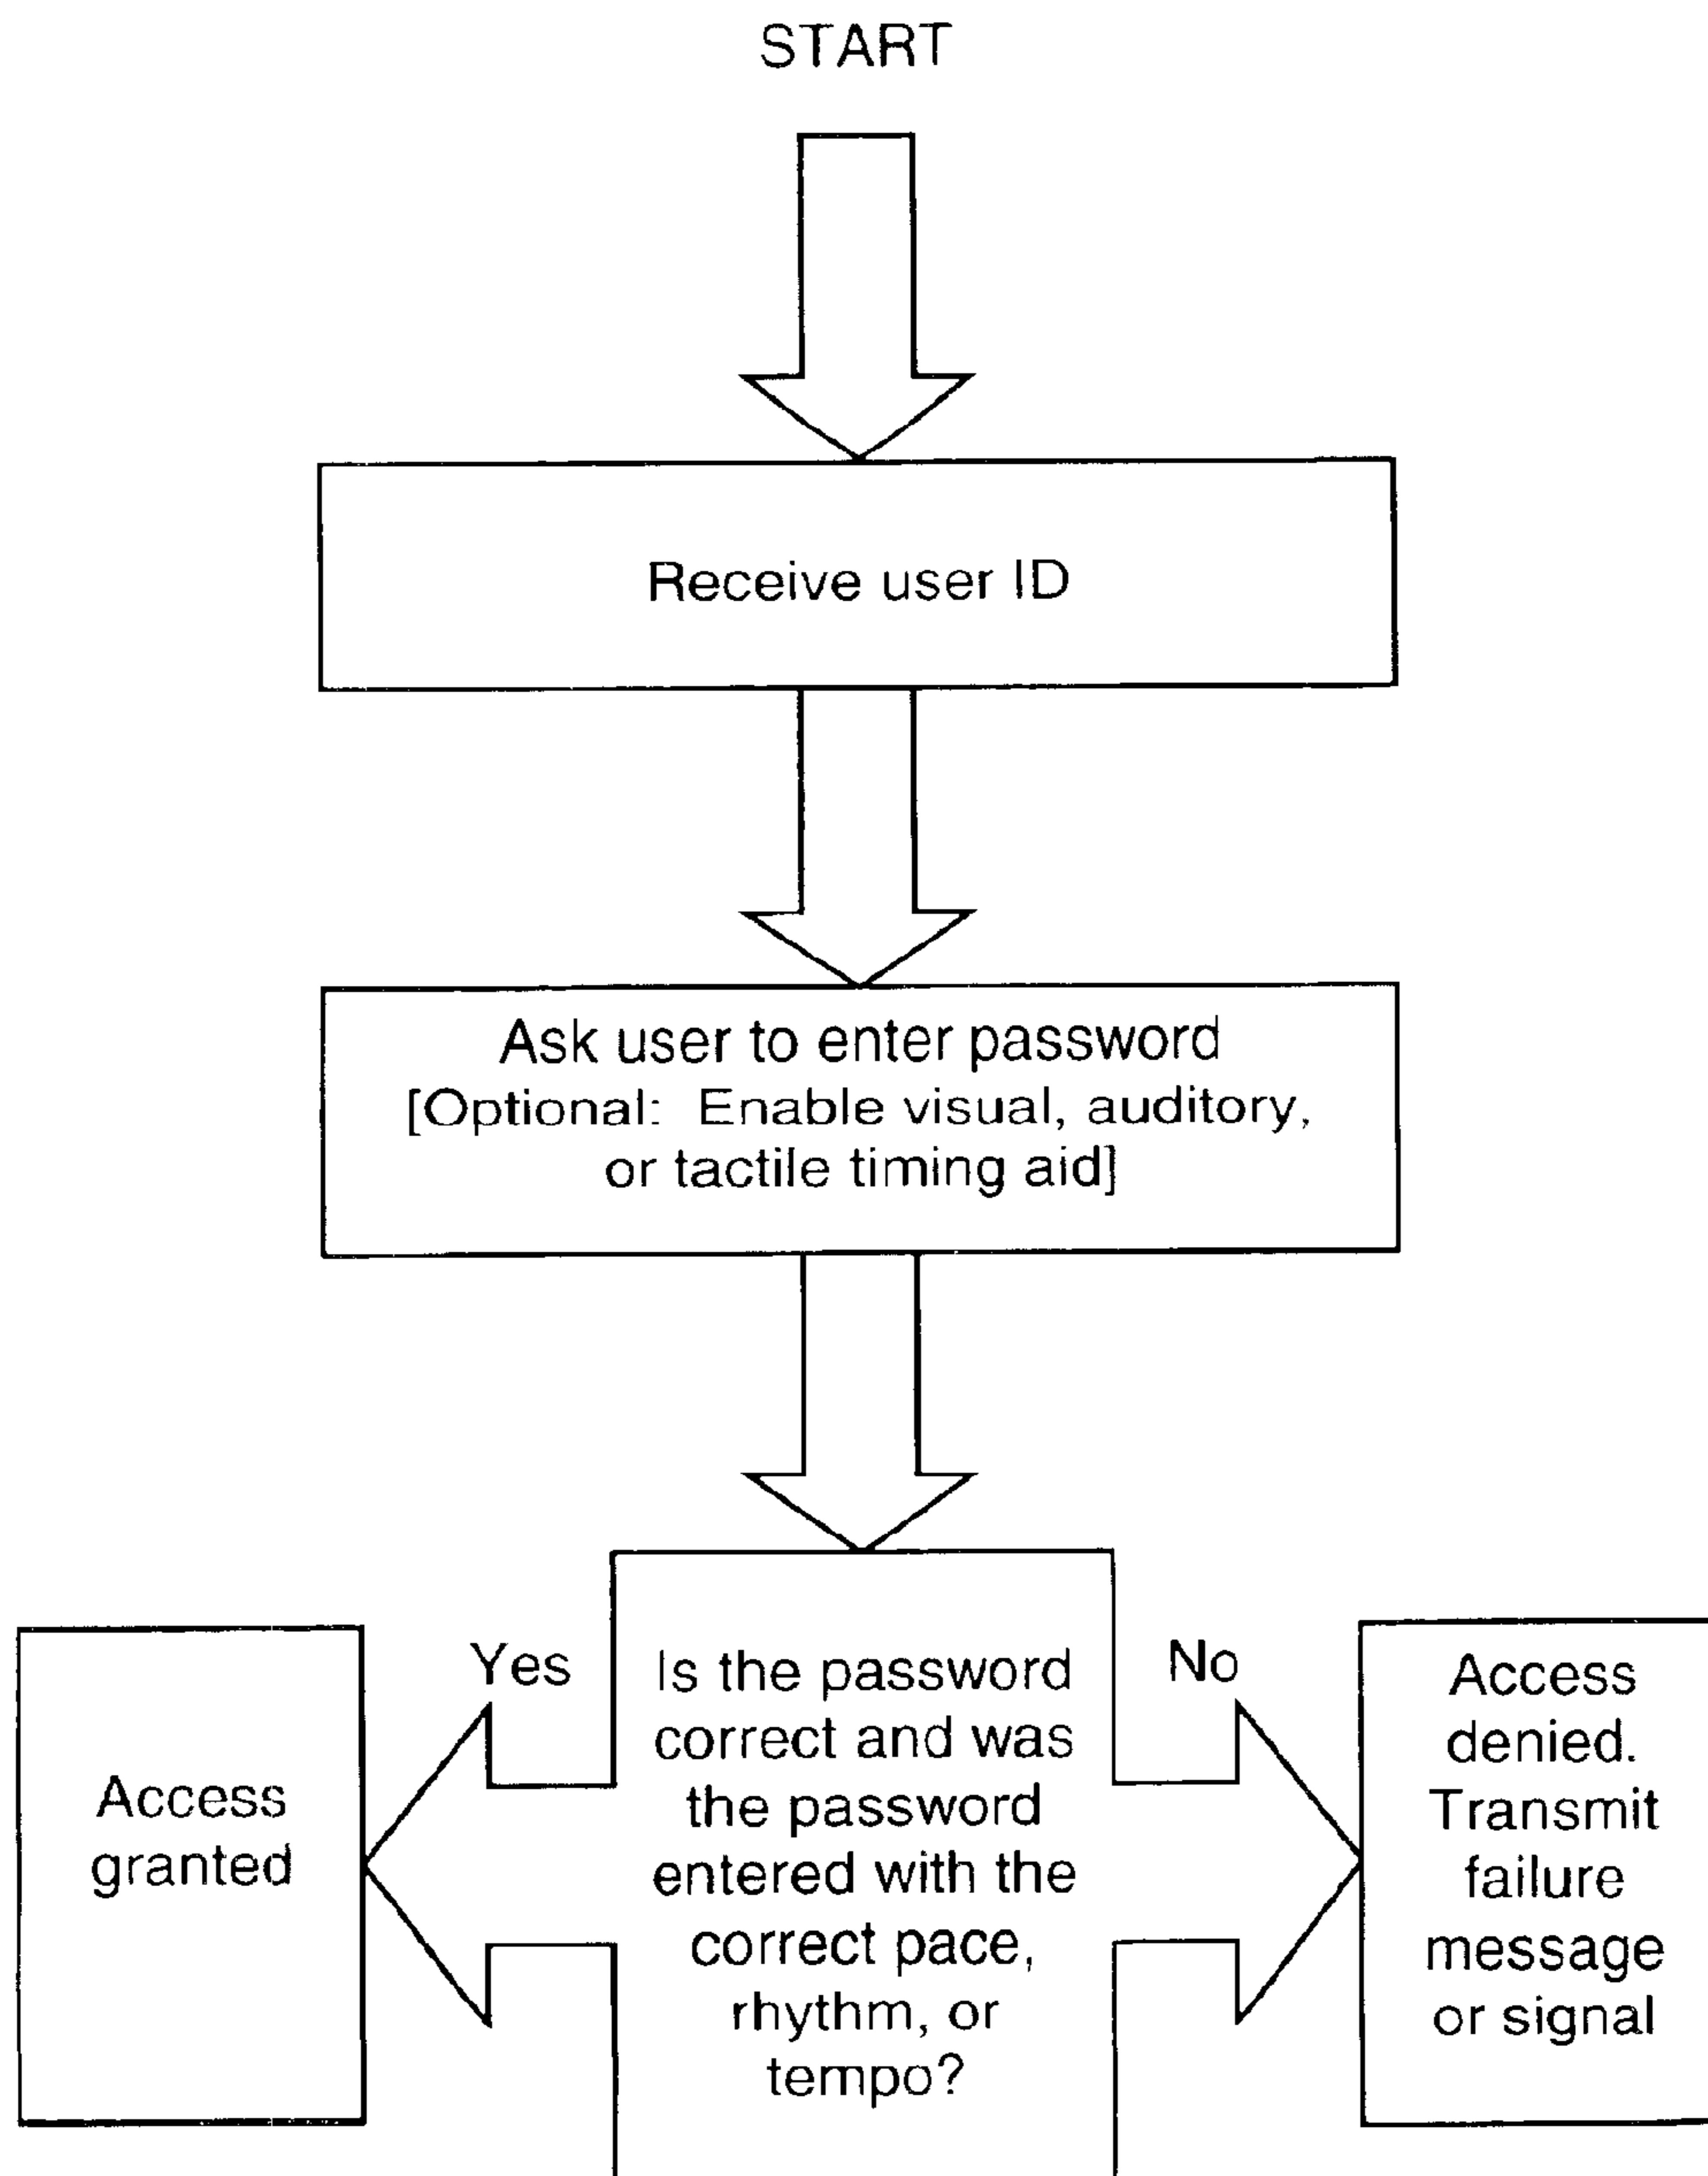 START
Receive user ID
Ask user to enter password
[Optional: Enable visual, auditory,
or tactile timing aid]
Yes
Is the password
correct and was
the password
entered with the
correct pace,
rhythm, or
tempo?
No
Access
granted
Access
denied.
Transmit
failure
message
or signal